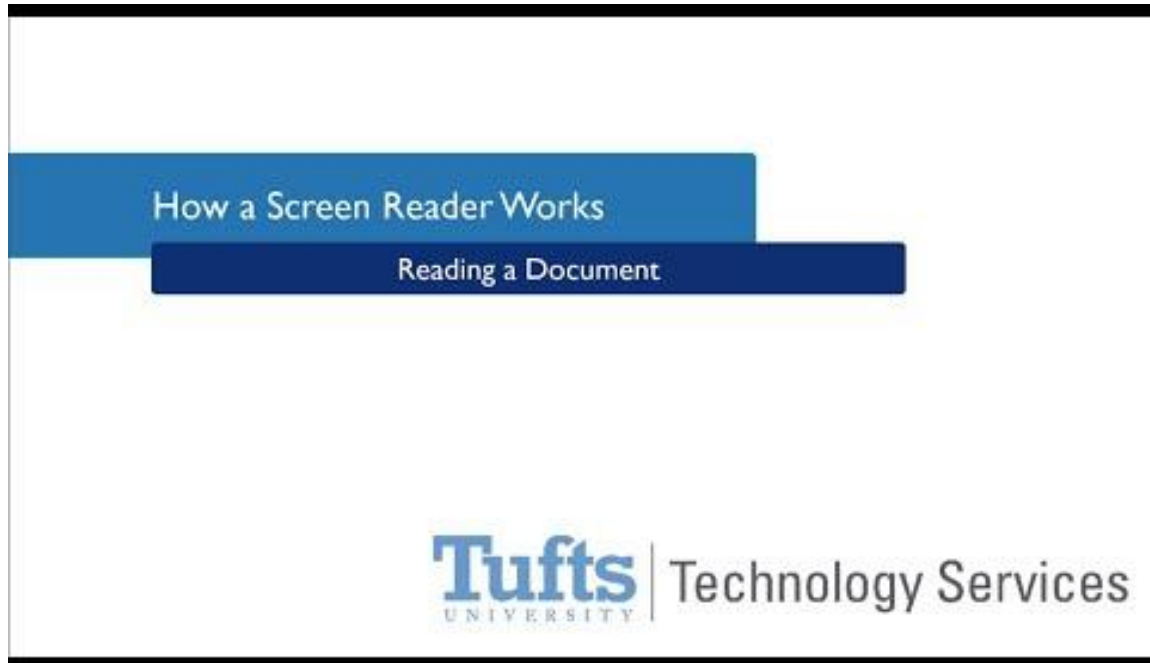 How a Screen Reader Works
Reading a Document
Tufts
UNIVERSITY
Technology Services